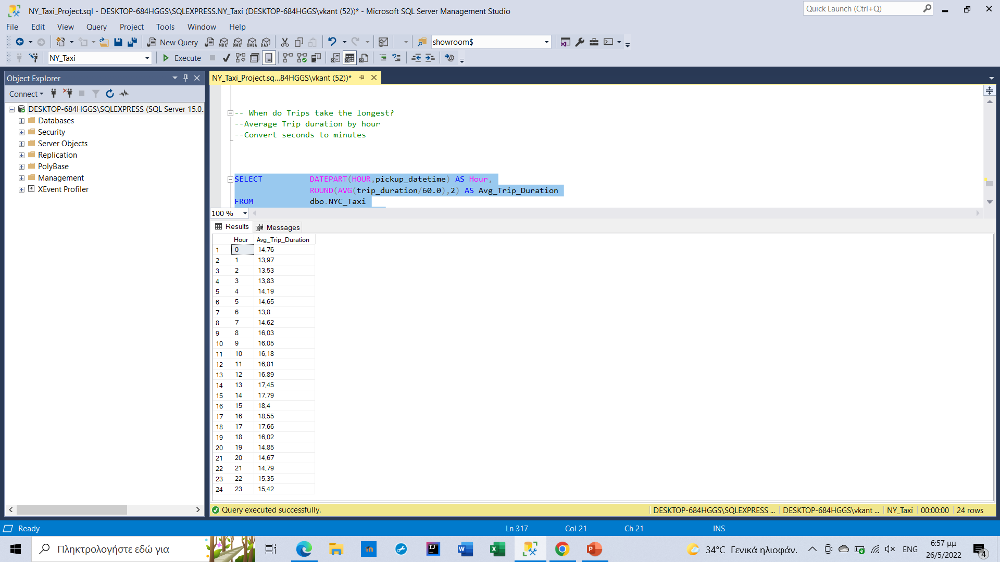 NY_Taxi_Project.sql - DESKTOP-684HGGS\SQLEXPRESS.NY_Taxi (DESKTOP-684HGGS\vkant (52))* - Microsoft SQL Server Management Studio
Quick Launch (Ctrl+Q)
File Edit View Query Project Tools Window Help
New Query MDX DMX XMLA DAX showroom$
NY_Taxi Execute
Object Explorer
NY_Taxi_Project.sq...84HGGS\vkant (52))*
Connect
DESKTOP-684HGGS\SQLEXPRESS (SQL Server 15.0.
Databases
Security
Server Objects
Replication
PolyBase
Management
XEvent Profiler
-- When do Trips take the longest?
--Average Trip duration by hour
--Convert seconds to minutes
SELECT DATEPART(HOUR,pickup_datetime) AS Hour,
ROUND(AVG(trip_duration/60.0),2) AS Avg_Trip_Duration
FROM dbo.NYC_Taxi
100 %
Results Messages
Hour Avg_Trip_Duration
1 0 14,76
2 1 13,97
3 2 13,53
4 3 13,83
5 4 14,19
6 5 14,65
7 6 13,8
8 7 14,62
9 8 16,03
10 9 16,05
11 10 16,18
12 11 16,81
13 12 16,89
14 13 17,45
15 14 17,79
16 15 18,4
17 16 18,55
18 17 17,66
19 18 16,02
20 19 14,85
21 20 14,67
22 21 14,79
23 22 15,35
24 23 15,42
Query executed successfully.
DESKTOP-684HGGS\SQLEXPRESS ... DESKTOP-684HGGS\vkant ... NY_Taxi 00:00:00 24 rows
Ready Ln 317 Col 21 Ch 21 INS
Πληκτρολογήστε εδώ για
34°C Γενικά ηλιοφάν.
ENG
6:57 μμ
26/5/2022
4